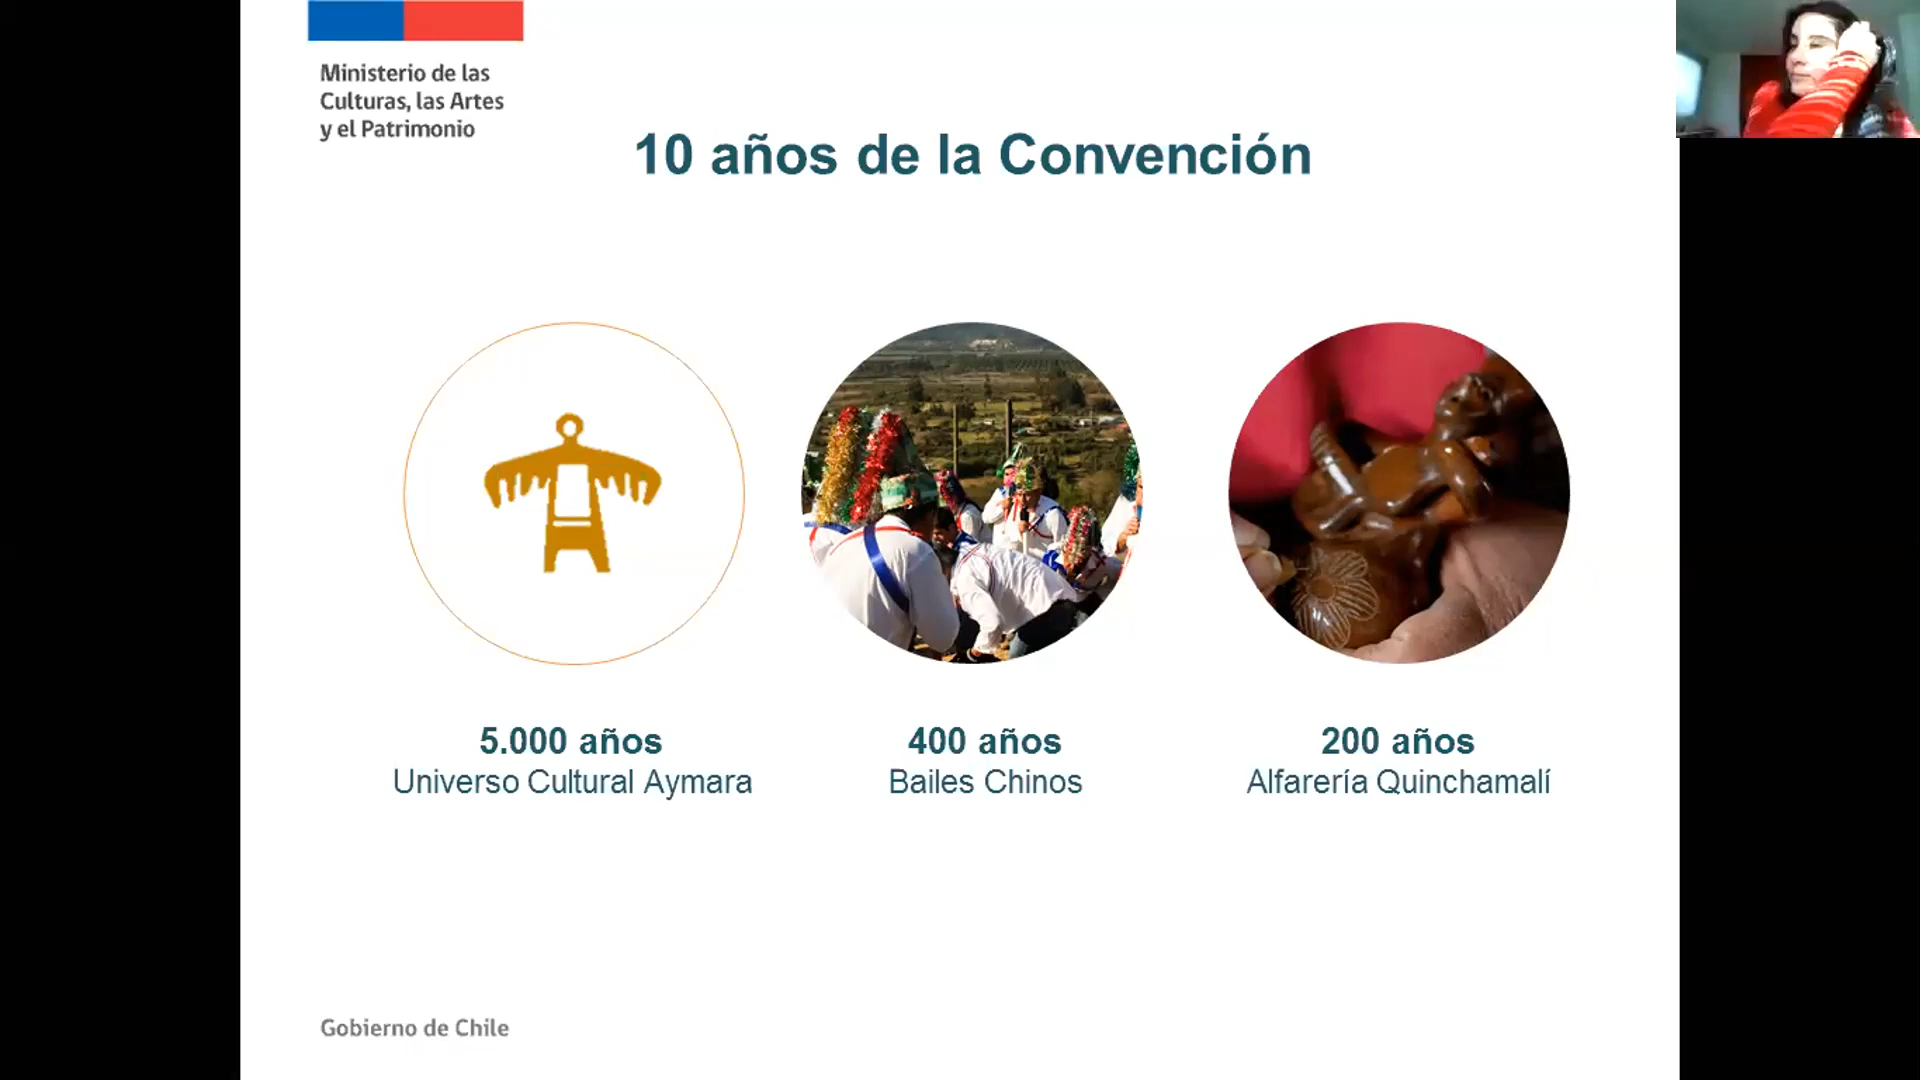 Ministerio de las
Culturas, las Artes
y el Patrimonio
10 años de la Convención
5.000 años
Universo Cultural Aymara
400 años
Bailes Chinos
200 años
Alfarería Quinchamalí
Gobierno de Chile